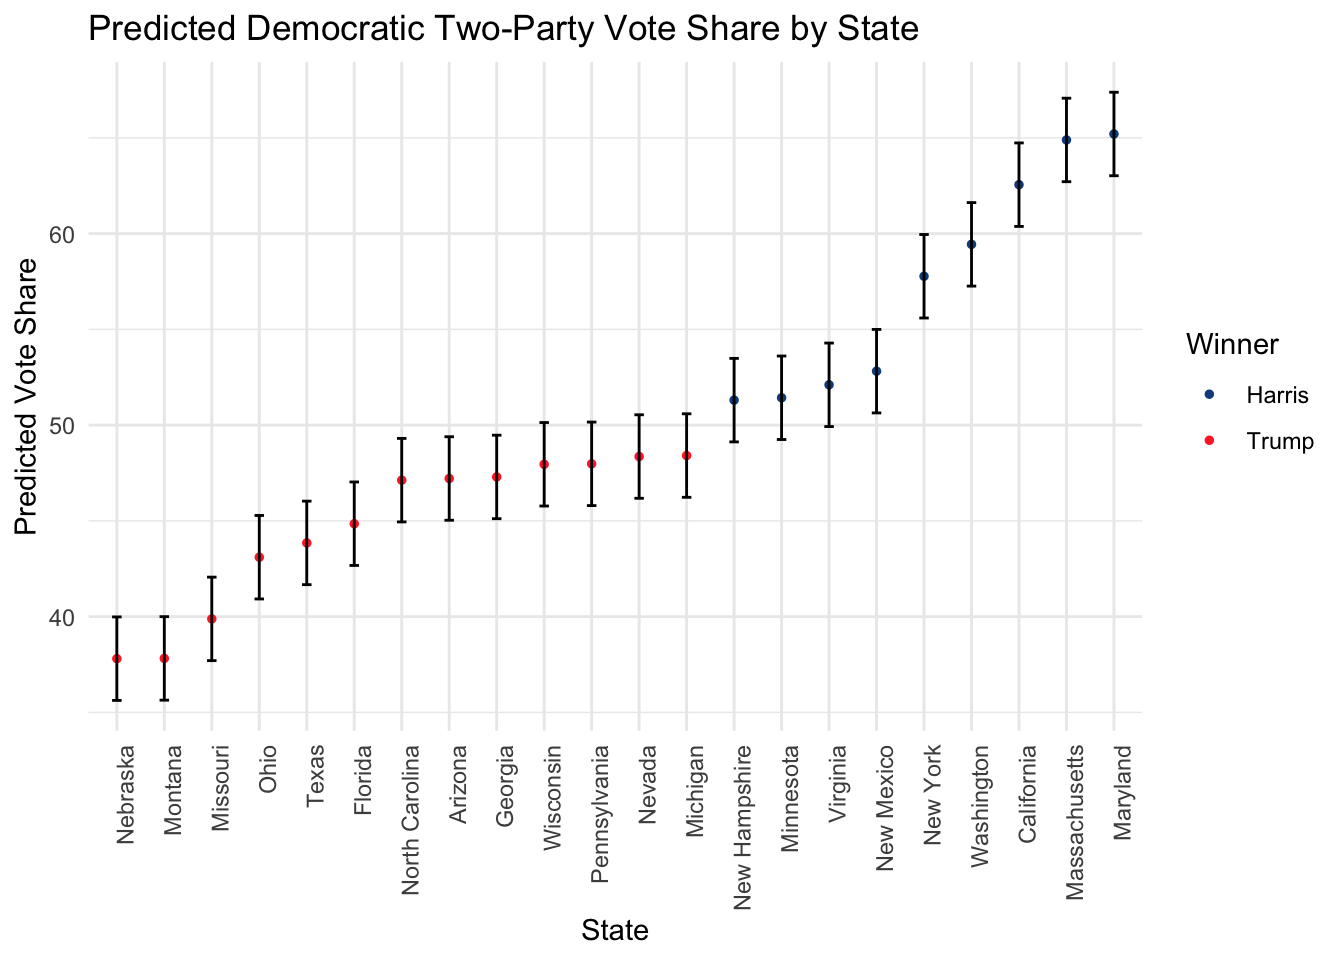 Predicted Democratic Two-Party Vote Share by State
Predicted Vote Share
60
50
40
Nebraska
Montana
Missouri
Ohio
Texas
Florida
North Carolina
Arizona
Georgia
Wisconsin
Pennsylvania
Nevada
Michigan
New Hampshire
Minnesota
Virginia
New Mexico
New York
Washington
California
Massachusetts
Maryland
State
Winner
Harris
Trump